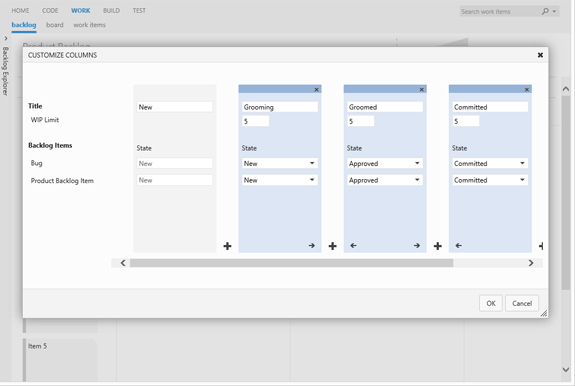 HOME CODE WORK BUILD TEST
Search work items
backlog board work items
Product Backlog
Backlog Explorer
CUSTOMIZE COLUMNS
Title New Grooming Groomed Committed
WIP Limit 5 5 5
Backlog Items State State State State
Bug New New Approved Committed
Product Backlog Item New New Approved Committed
OK Cancel
Item 5